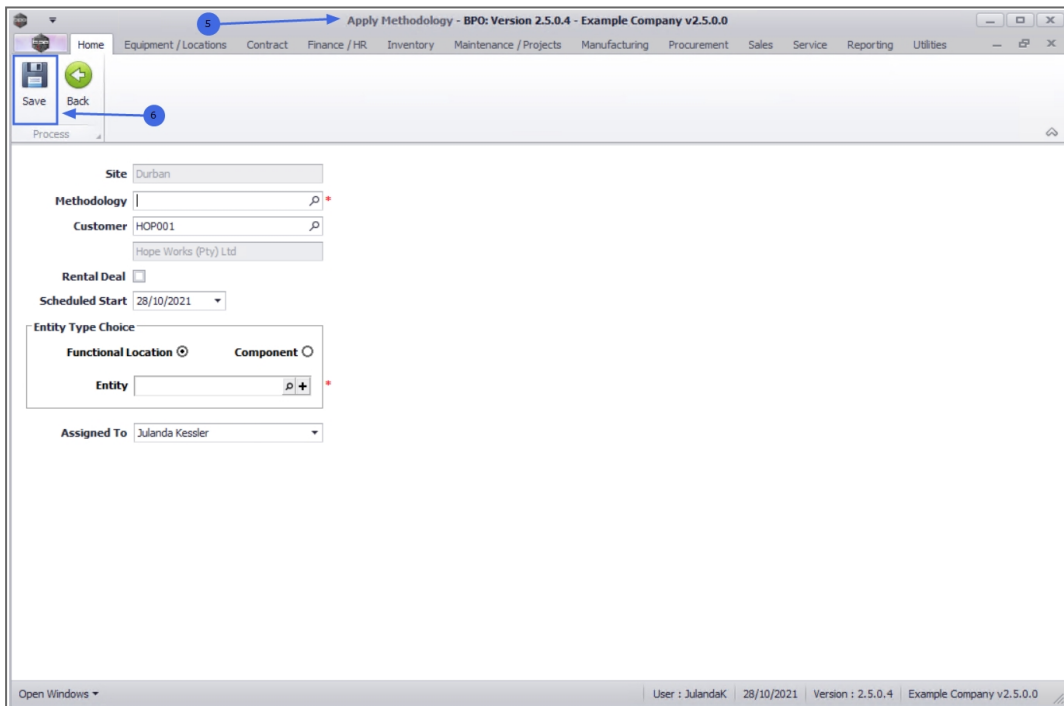 Apply Methodology - BPO: Version 2.5.0.4 - Example Company v2.5.0.0
5
Home Equipment / Locations Contract Finance / HR Inventory Maintenance / Projects Manufacturing Procurement Sales Service Reporting Utilities
Save Back
6
Process
Site Durban
Methodology *
Customer HOP001
Hope Works (Pty) Ltd
Rental Deal
Scheduled Start 28/10/2021
Entity Type Choice
Functional Location Component
Entity *
Assigned To Julanda Kessler
Open Windows User : JulandaK 28/10/2021 Version : 2.5.0.4 Example Company v2.5.0.0